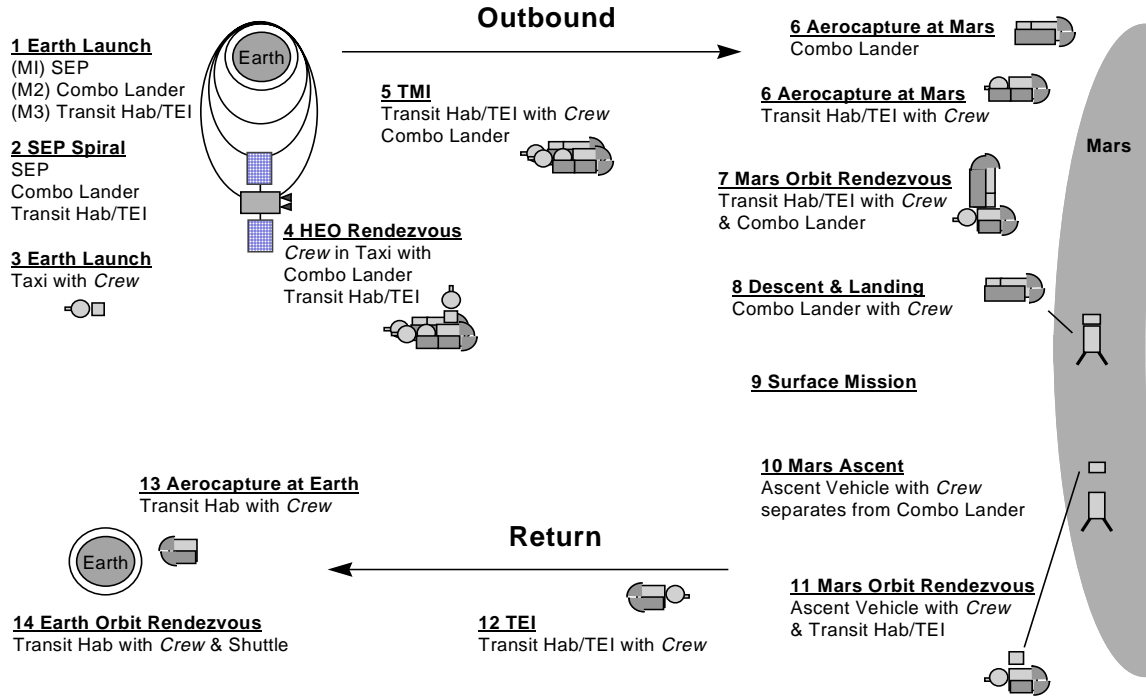 Outbound
1 Earth Launch
(MI) SEP
(M2) Combo Lander
(M3) Transit Hab/TEI
Earth
2 SEP Spiral
SEP
Combo Lander
Transit Hab/TEI
3 Earth Launch
Taxi with Crew
4 HEO Rendezvous
Crew in Taxi with
Combo Lander
Transit Hab/TEI
5 TMI
Transit Hab/TEI with Crew
Combo Lander
6 Aerocapture at Mars
Combo Lander
6 Aerocapture at Mars
Transit Hab/TEI with Crew
Mars
7 Mars Orbit Rendezvous
Transit Hab/TEI with Crew
& Combo Lander
8 Descent & Landing
Combo Lander with Crew
9 Surface Mission
10 Mars Ascent
Ascent Vehicle with Crew
separates from Combo Lander
11 Mars Orbit Rendezvous
Ascent Vehicle with Crew
& Transit Hab/TEI
Return
12 TEI
Transit Hab/TEI with Crew
13 Aerocapture at Earth
Transit Hab with Crew
Earth
14 Earth Orbit Rendezvous
Transit Hab with Crew & Shuttle